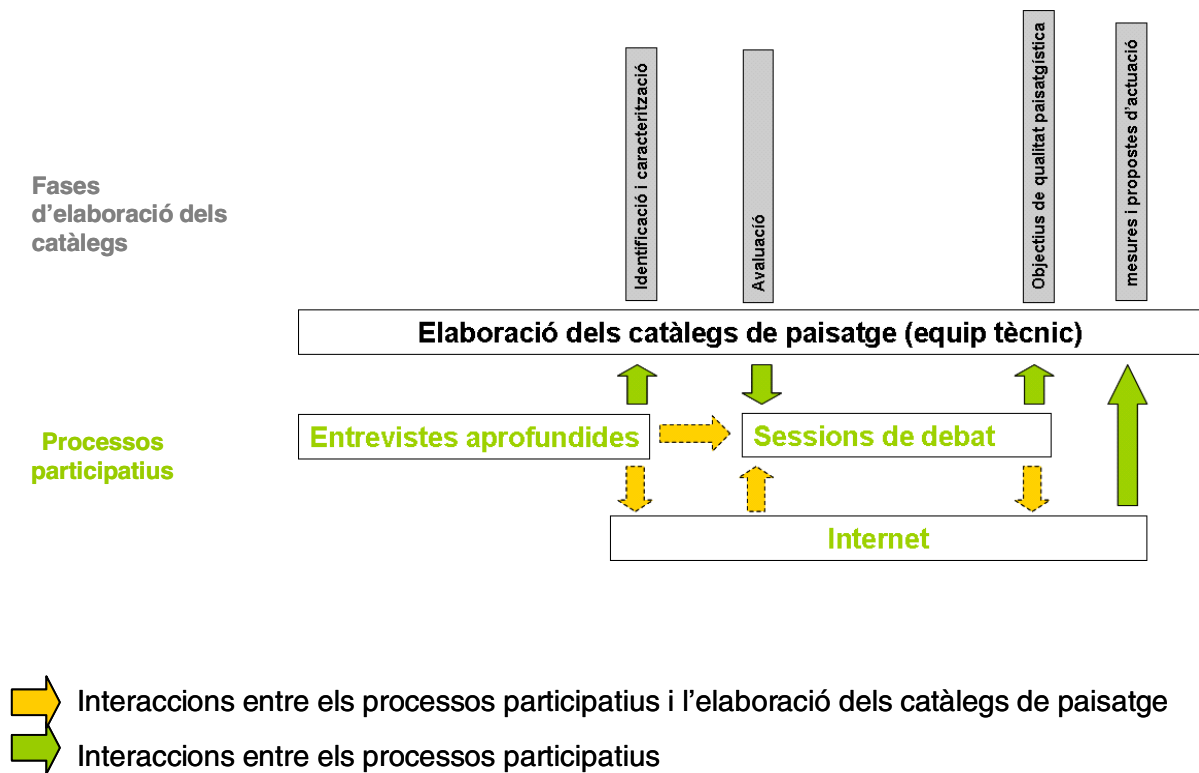 Identificació i caracterització
Avaluació
Objectius de qualitat paisatgística
mesures i propostes d'actuació
Fases
d'elaboració dels
catàlegs
Elaboració dels catàlegs de paisatge (equip tècnic)
Processos
participatius
Entrevistes aprofundides
Sessions de debat
Internet
Interaccions entre els processos participatius i l'elaboració dels catàlegs de paisatge
Interaccions entre els processos participatius